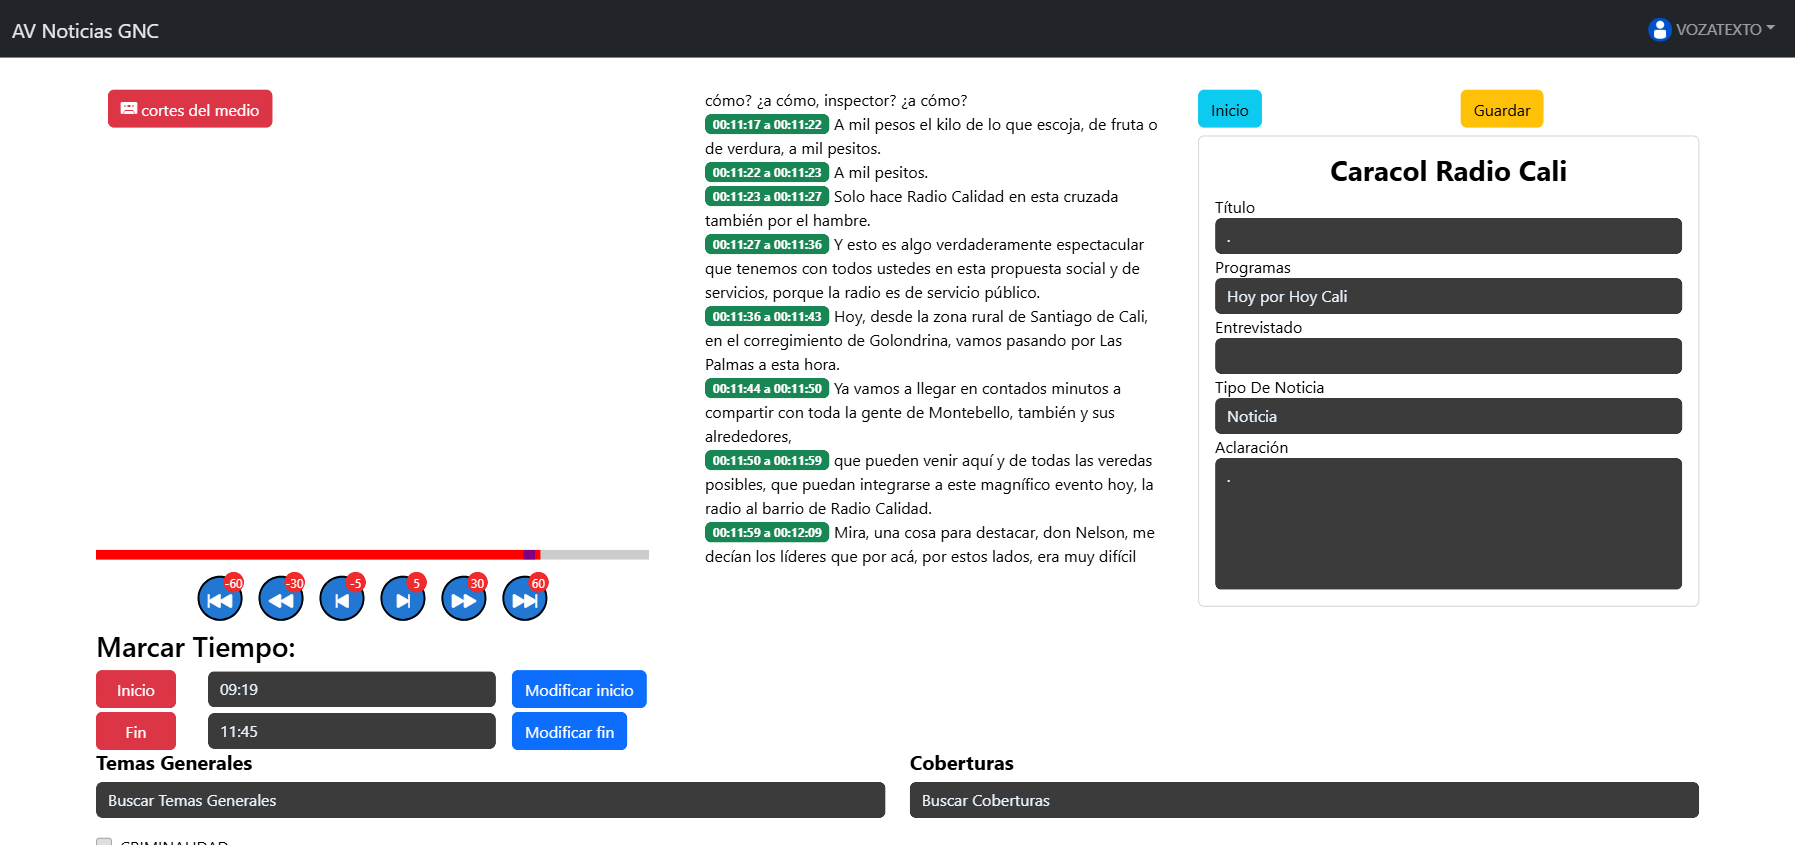 AV Noticias GNC
VOZATEXTO
cortes del medio
-60
-30
-5
5
30
60
Marcar Tiempo:
Inicio
09:19
Modificar inicio
Fin
11:45
Modificar fin
cómo? ¿a cómo, inspector? ¿a cómo?
00:11:17 a 00:11:22 A mil pesos el kilo de lo que escoja, de fruta o
de verdura, a mil pesitos.
00:11:22 a 00:11:23 A mil pesitos.
00:11:23 a 00:11:27 Solo hace Radio Calidad en esta cruzada
también por el hambre.
00:11:27 a 00:11:36 Y esto es algo verdaderamente espectacular
que tenemos con todos ustedes en esta propuesta social y de
servicios, porque la radio es de servicio público.
00:11:36 a 00:11:43 Hoy, desde la zona rural de Santiago de Cali,
en el corregimiento de Golondrina, vamos pasando por Las
Palmas a esta hora.
00:11:44 a 00:11:50 Ya vamos a llegar en contados minutos a
compartir con toda la gente de Montebello, también y sus
alrededores,
00:11:50 a 00:11:59 que pueden venir aquí y de todas las veredas
posibles, que puedan integrarse a este magnífico evento hoy, la
radio al barrio de Radio Calidad.
00:11:59 a 00:12:09 Mira, una cosa para destacar, don Nelson, me
decían los líderes que por acá, por estos lados, era muy difícil
Inicio
Guardar
Caracol Radio Cali
Título
.
Programas
Hoy por Hoy Cali
Entrevistado
Tipo De Noticia
Noticia
Aclaración
.
Temas Generales
Buscar Temas Generales
Coberturas
Buscar Coberturas
CRIMINALIDAD